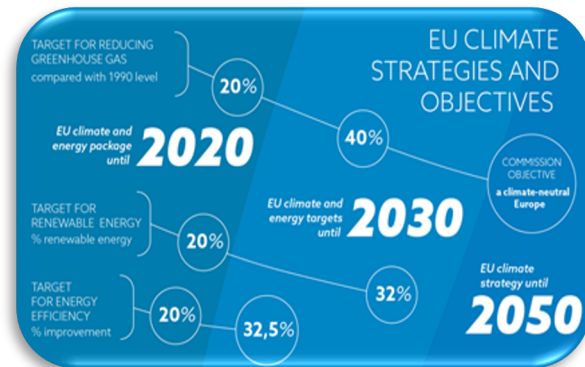 EU CLIMATE
STRATEGIES AND
OBJECTIVES
TARGET FOR REDUCING
GREENHOUSE GAS
compared with 1990 level
20%
40%
COMMISSION
OBJECTIVE
a climate-neutral
Europe
EU climate and
energy package
until
2020
EU climate and
energy targets
until
2030
EU climate
strategy until
2050
TARGET FOR
RENEWABLE ENERGY
% renewable energy
20%
32%
TARGET
FOR ENERGY
EFFICIENCY
% improvement
20%
32,5%